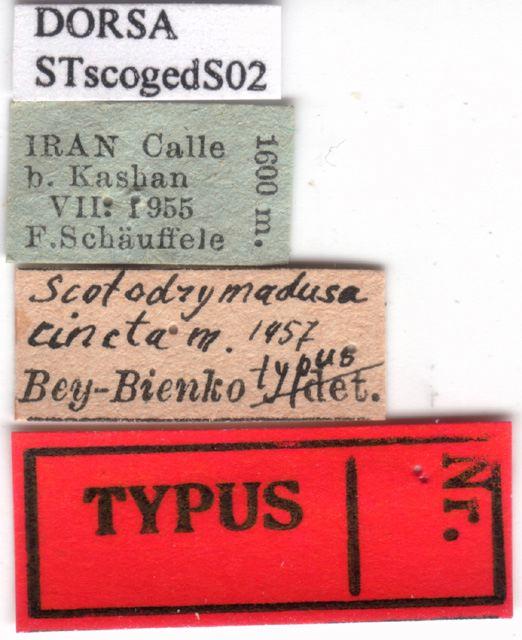 DORSA
STscogedS02
IRAN Calle
b. Kashan
VII: 1955
F.Schäuffele
1600 m.
Scotodrymadusa
cincta m. 1957
typus
Bey-Bienko det.
TYPUS
Nr.